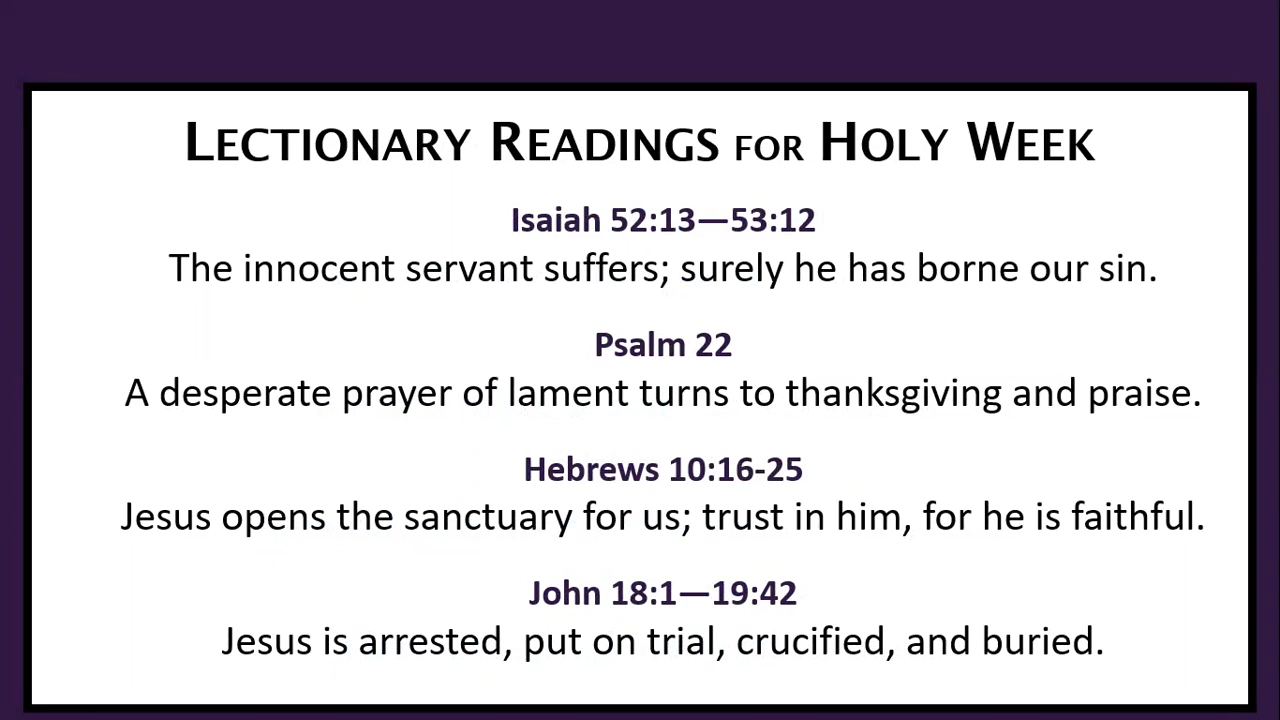 Lectionary Readings for Holy Week
Isaiah 52:13—53:12
The innocent servant suffers; surely he has borne our sin.
Psalm 22
A desperate prayer of lament turns to thanksgiving and praise.
Hebrews 10:16-25
Jesus opens the sanctuary for us; trust in him, for he is faithful.
John 18:1—19:42
Jesus is arrested, put on trial, crucified, and buried.